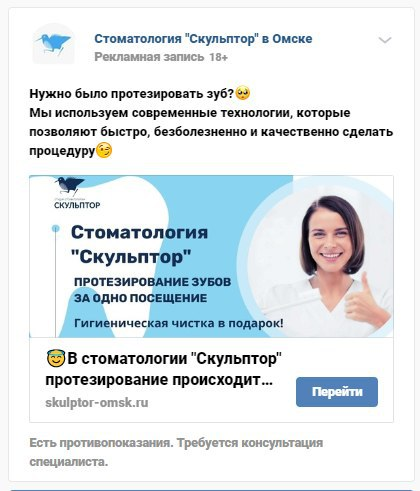 Стоматология "Скульптор" в Омске
Рекламная запись 18+
Нужно было протезировать зуб?🥺
Мы используем современные технологии, которые
позволяют быстро, безболезненно и качественно сделать
процедуру😉
СКУЛЬПТОР
Стоматология
"Скульптор"
ПРОТЕЗИРОВАНИЕ ЗУБОВ
ЗА ОДНО ПОСЕЩЕНИЕ
Гигиеническая чистка в подарок!
😇В стоматологии "Скульптор"
протезирование происходит...
skulptor-omsk.ru
Перейти
Есть противопоказания. Требуется консультация
специалиста.